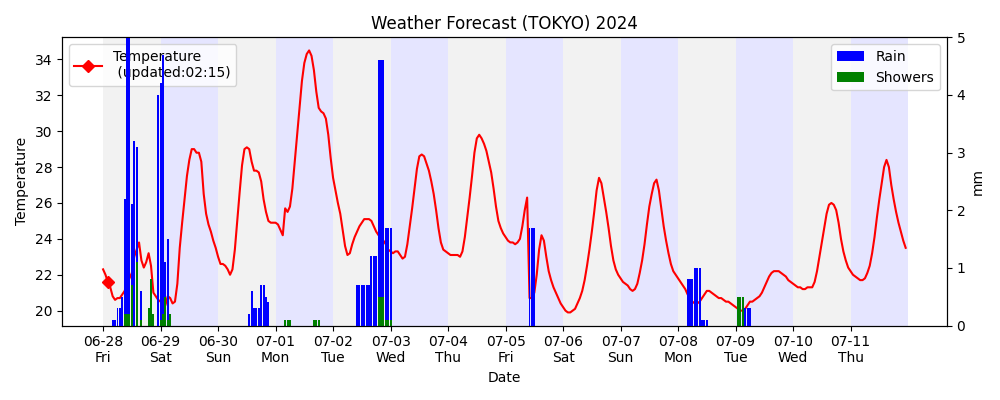 Weather Forecast (TOKYO) 2024
Temperature
(updated:02:15)
Rain
Showers
Temperature
34
32
30
28
26
24
22
20
5
4
3
2
1
0
mm
06-28 06-29 06-30 07-01 07-02 07-03 07-04 07-05 07-06 07-07 07-08 07-09 07-10 07-11
Fri Sat Sun Mon Tue Wed Thu Fri Sat Sun Mon Tue Wed Thu
Date